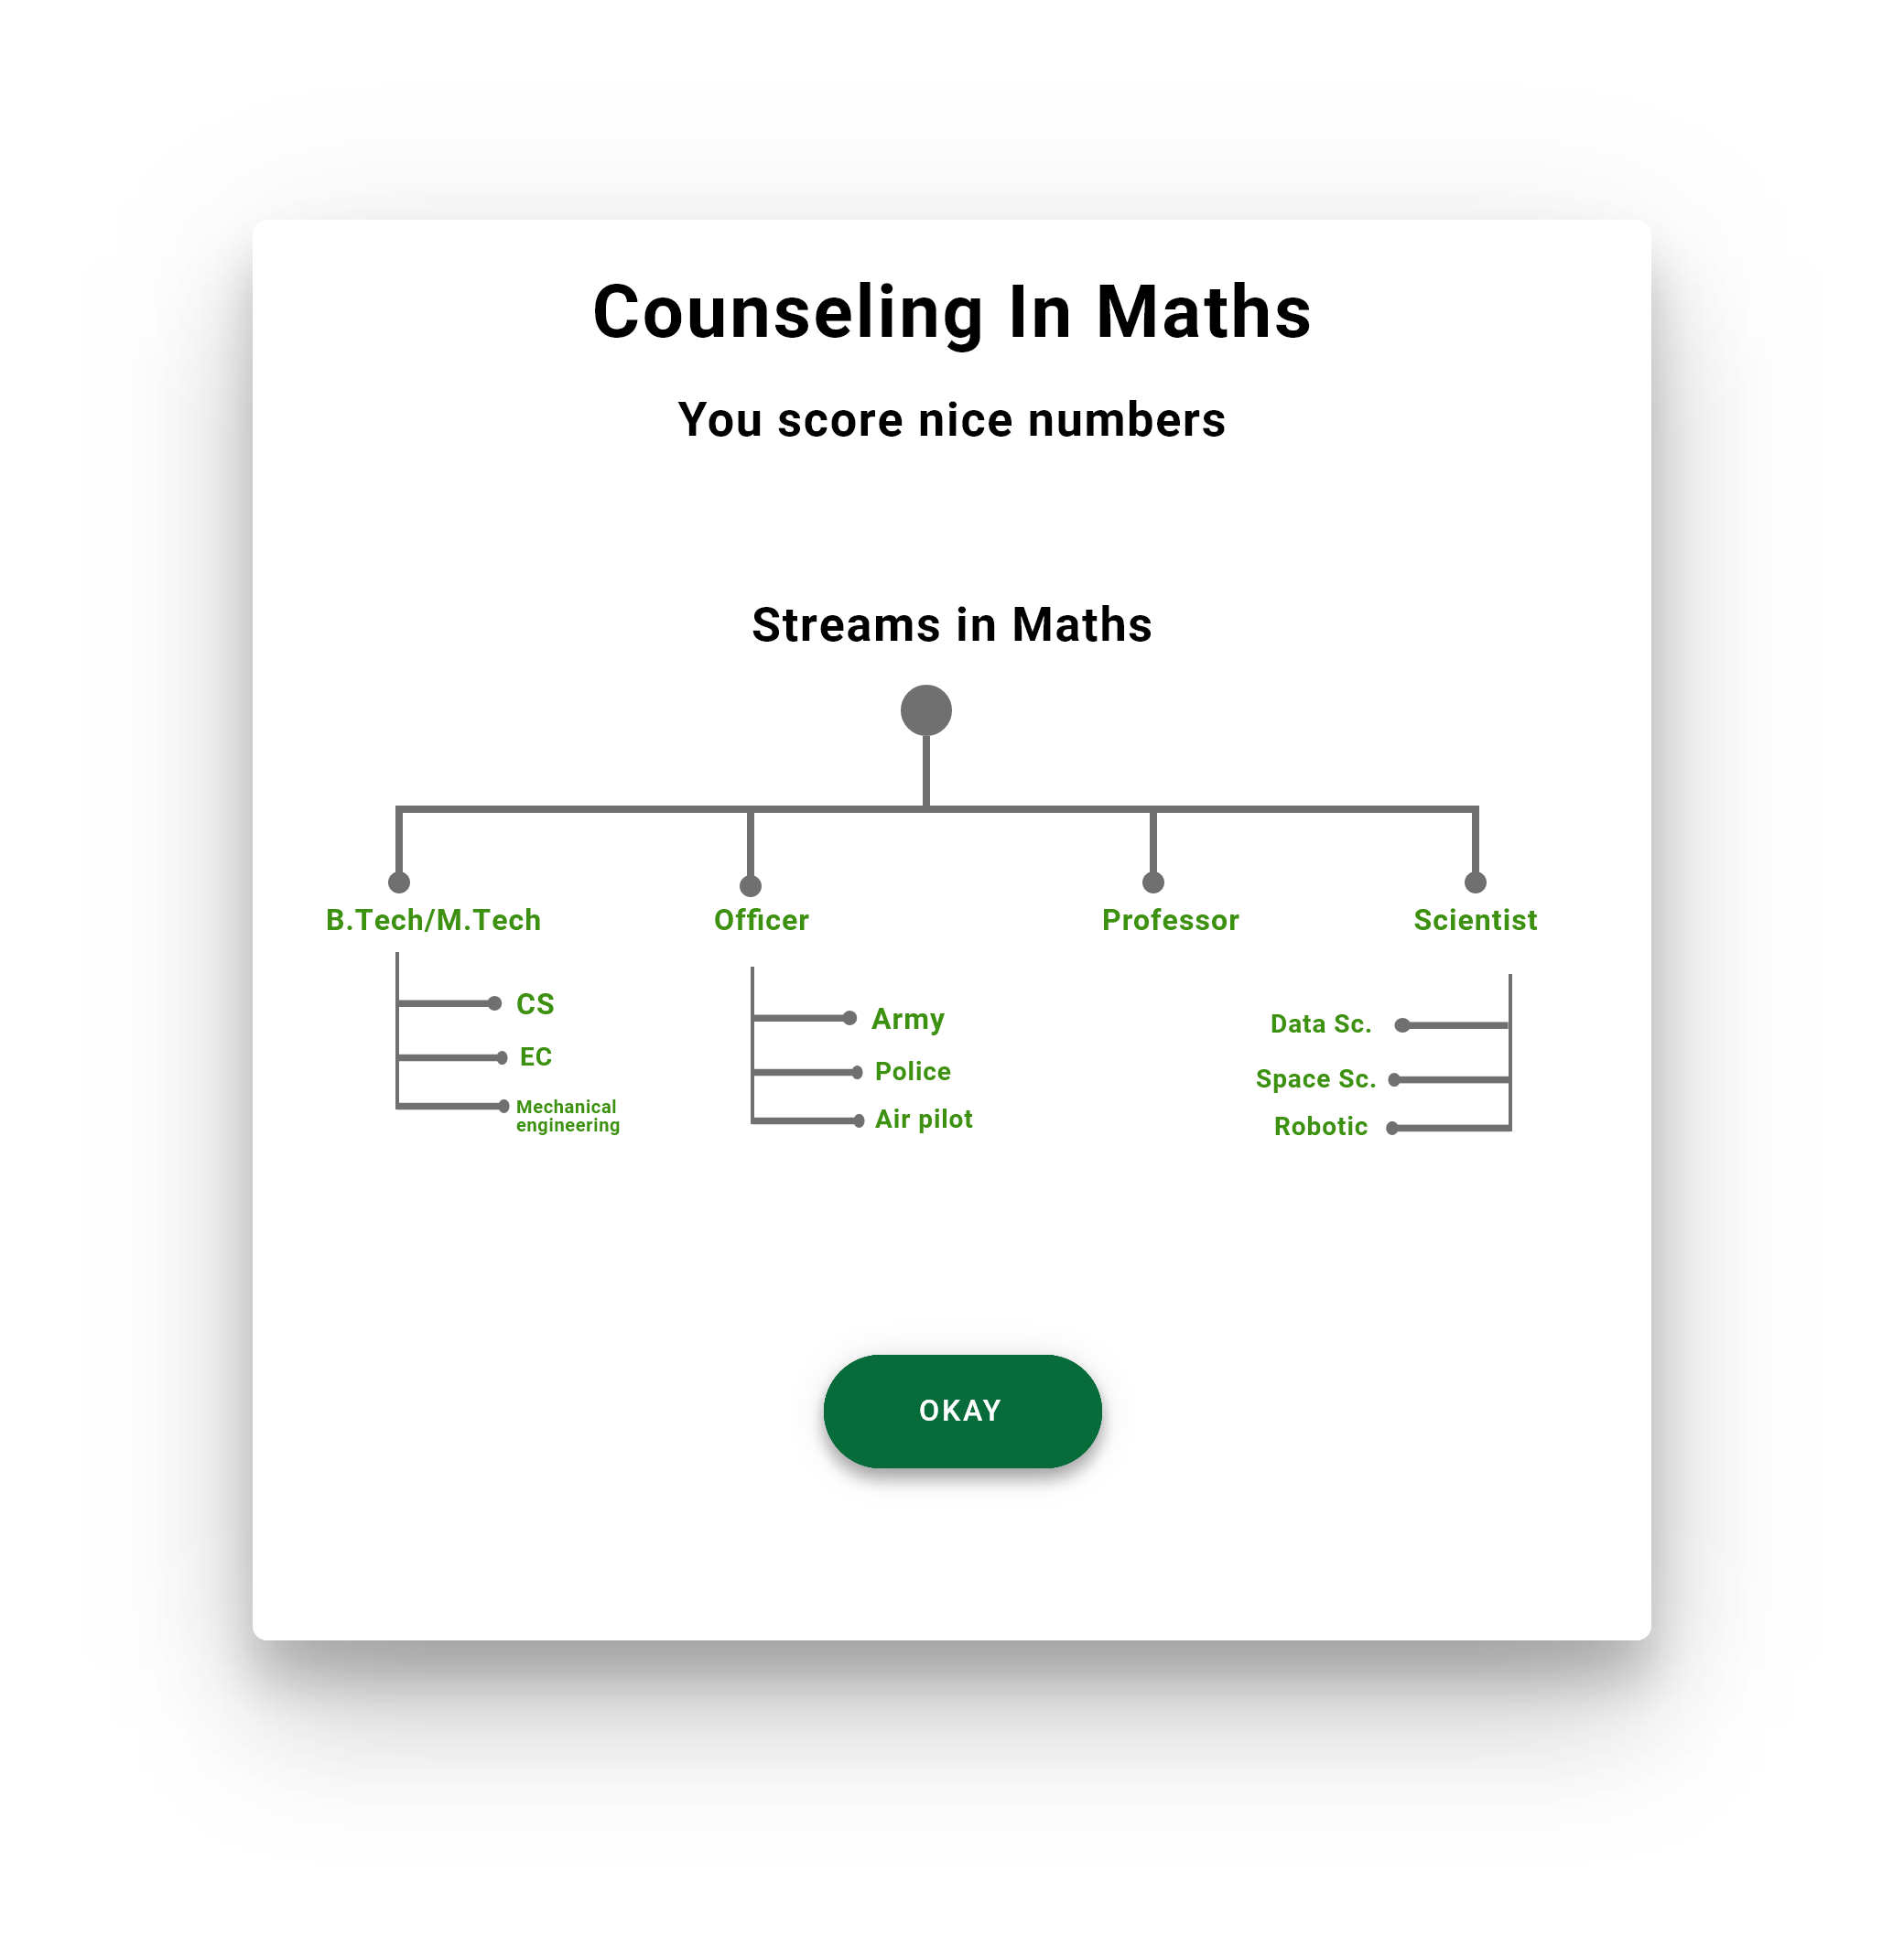 Counseling In Maths
You score nice numbers
Streams in Maths
B.Tech/M.Tech
CS
EC
Mechanical
engineering
Officer
Army
Police
Air pilot
Professor
Scientist
Data Sc.
Space Sc.
Robotic
OKAY